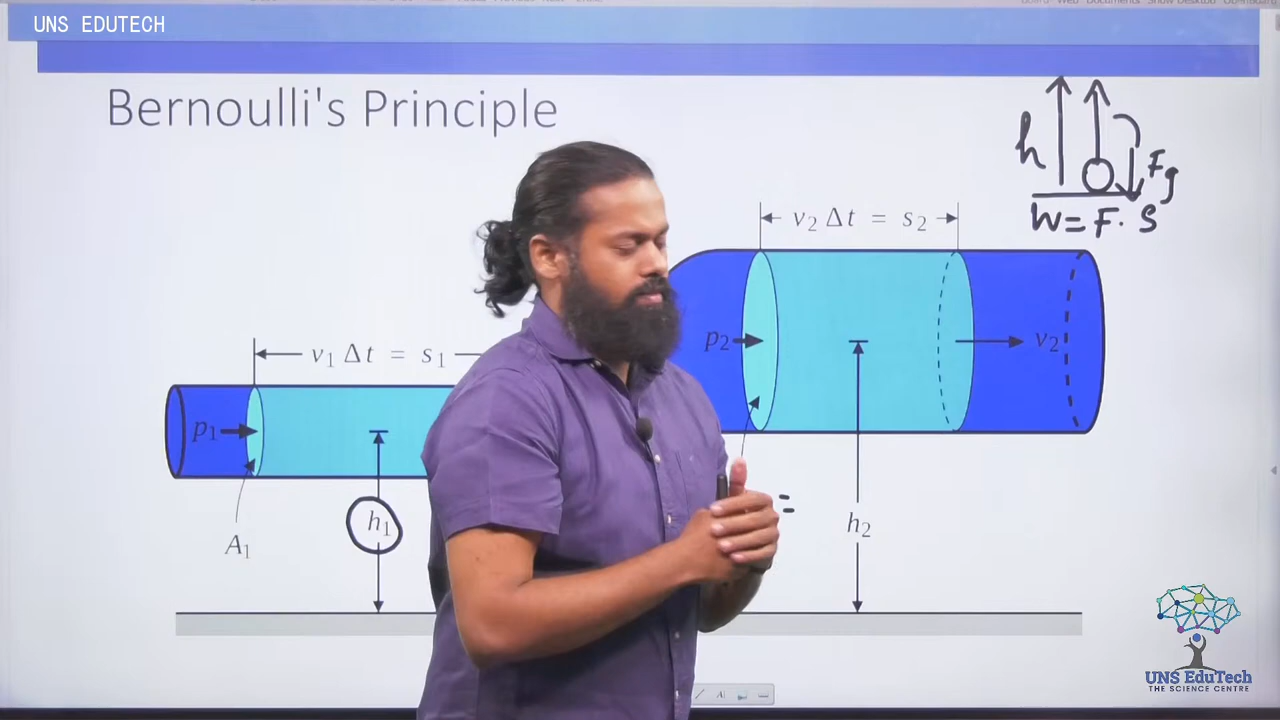 UNS EDUTECH
Bernoulli's Principle
h
Fg
W = F · S
v₂ Δt = s₂
v₁ Δt = s₁
p₂
v₂
p₁
h₁
=
h₂
A₁
UNS EduTech
THE SCIENCE CENTRE